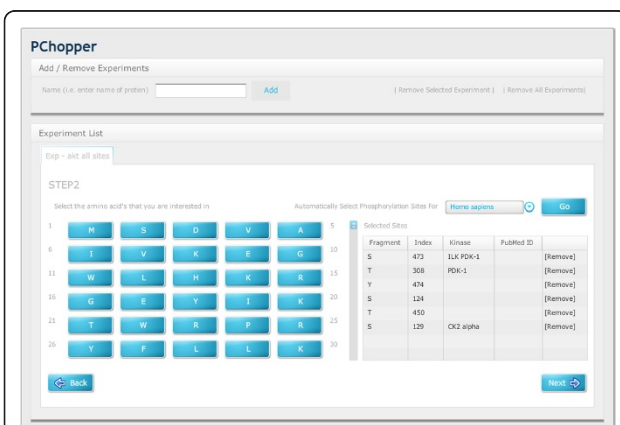 PChopper
Add / Remove Experiments
Name (i.e. enter name of protien) Add | Remove Selected Experiment | | Remove All Experiments|
Experiment List
Exp - akt all sites
STEP2
Select the amino acid's that you are interested in Automatically Select Phosphorylation Sites For Homo sapiens Go
1 M S D V A 5 Selected Sites
Fragment Index Kinase PubMed ID
6 I V K E G 10
S 473 ILK PDK-1 [Remove]
T 308 PDK-1 [Remove]
11 W L H K R 15
Y 474 [Remove]
16 G E Y I K 20
S 124 [Remove]
T 450 [Remove]
21 T W R P R 25
S 129 CK2 alpha [Remove]
26 Y F L L K 30
Back Next